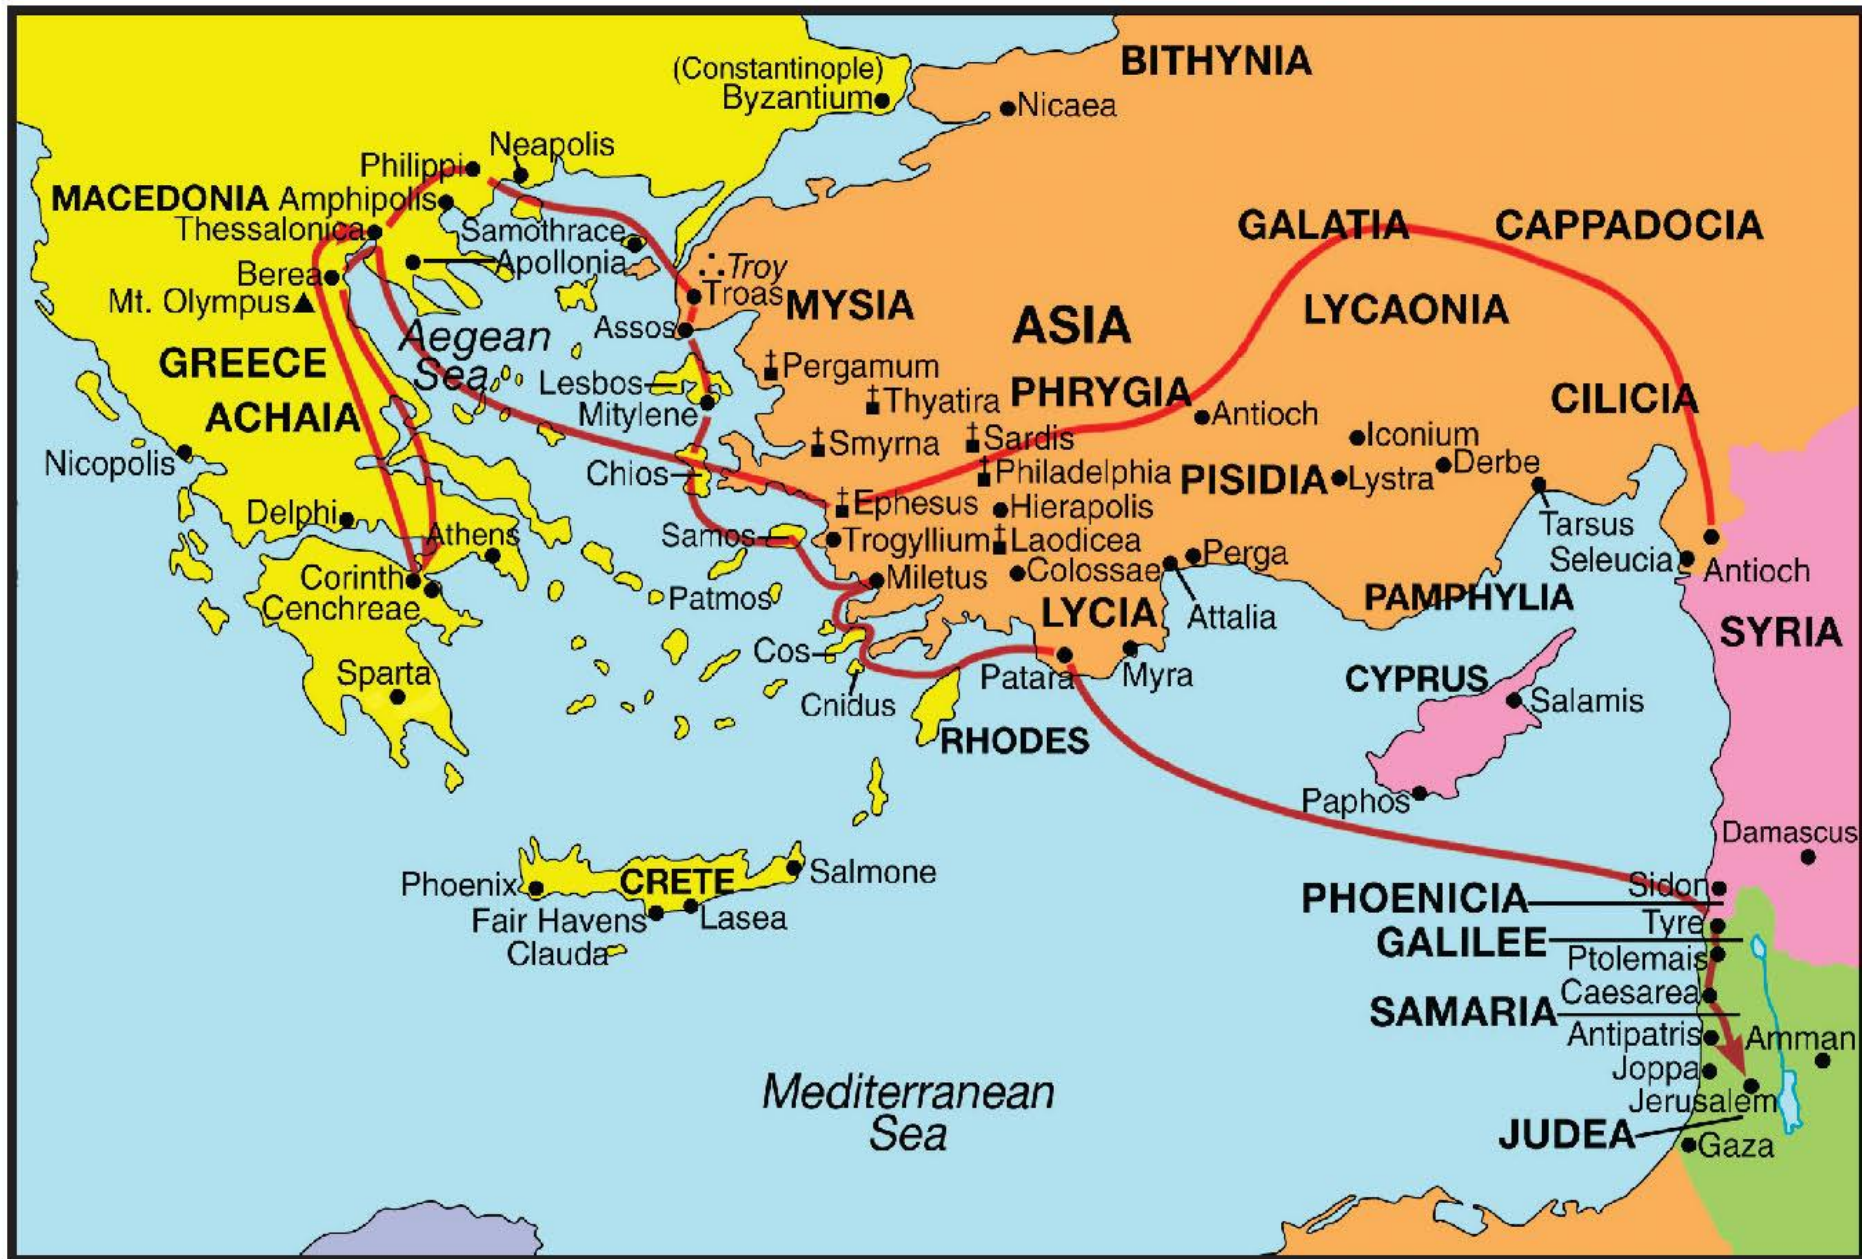 BITHYNIA
(Constantinople)
Byzantium
Nicaea
Neapolis
Philippi
MACEDONIA
Amphipolis
Thessalonica
Samothrace
Apollonia
Berea
Mt. Olympus
GALATIA
CAPPADOCIA
Troy
Troas
MYSIA
LYCAONIA
Assos
Aegean
Sea
ASIA
GREECE
Pergamum
Lesbos
Mitylene
Thyatira
PHRYGIA
Antioch
CILICIA
ACHAIA
Smyrna
Sardis
Iconium
Nicopolis
Chios
Philadelphia
PISIDIA
Lystra
Derbe
Delphi
Ephesus
Hierapolis
Athens
Samos
Trogyllium
Laodicea
Perga
Tarsus
Seleucia
Antioch
Corinth
Cenchreae
Patmos
Miletus
Colossae
LYCIA
Attalia
PAMPHYLIA
SYRIA
Cos
Sparta
Cnidus
Patara
Myra
CYPRUS
Salamis
RHODES
Paphos
Damascus
Phoenix
CRETE
Salmone
Fair Havens
Lasea
Clauda
Sidon
PHOENICIA
Tyre
GALILEE
Ptolemais
Caesarea
SAMARIA
Antipatris
Amman
Joppa
Jerusalem
JUDEA
Gaza
Mediterranean
Sea